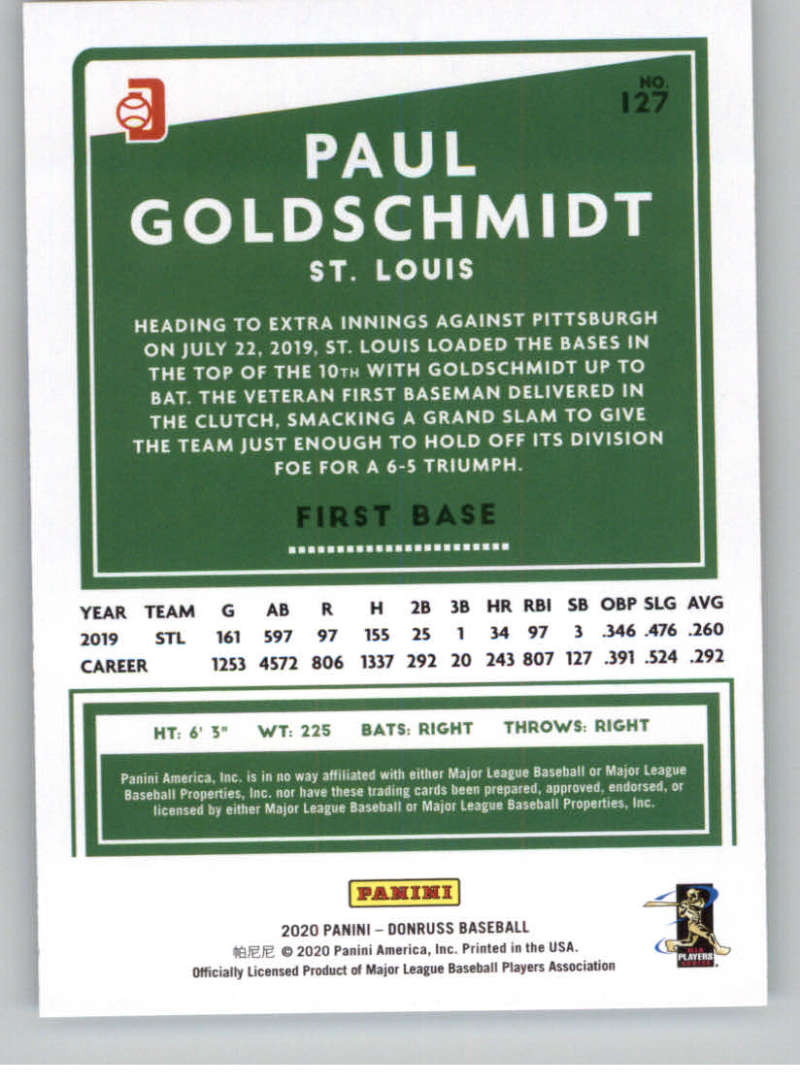 NO.
127
PAUL
GOLDSCHMIDT
ST. LOUIS
HEADING TO EXTRA INNINGS AGAINST PITTSBURGH
ON JULY 22, 2019, ST. LOUIS LOADED THE BASES IN
THE TOP OF THE 10TH WITH GOLDSCHMIDT UP TO
BAT. THE VETERAN FIRST BASEMAN DELIVERED IN
THE CLUTCH, SMACKING A GRAND SLAM TO GIVE
THE TEAM JUST ENOUGH TO HOLD OFF ITS DIVISION
FOE FOR A 6-5 TRIUMPH.
FIRST BASE
YEAR TEAM G AB R H 2B 3B HR RBI SB OBP SLG AVG
2019 STL 161 597 97 155 25 1 34 97 3 .346 .476 .260
CAREER 1253 4572 806 1337 292 20 243 807 127 .391 .524 .292
HT: 6' 3" WT: 225 BATS: RIGHT THROWS: RIGHT
Panini America, Inc. is in no way affiliated with either Major League Baseball or Major League
Baseball Properties, Inc. nor have these trading cards been prepared, approved, endorsed, or
licensed by either Major League Baseball or Major League Baseball Properties, Inc.
PANINI
2020 PANINI – DONRUSS BASEBALL
帕尼尼 © 2020 Panini America, Inc. Printed in the USA.
Officially Licensed Product of Major League Baseball Players Association
PLAYERS